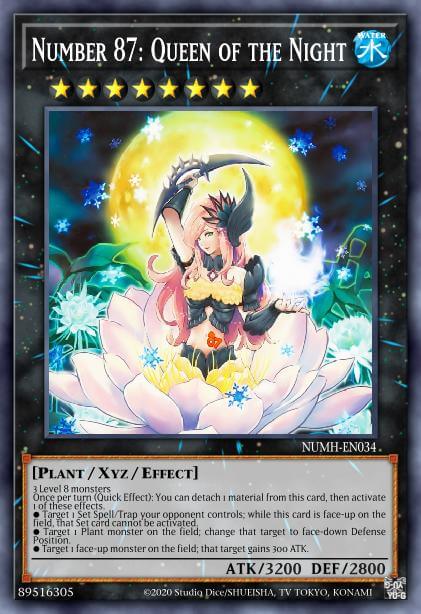 NUMBER 87: QUEEN OF THE NIGHT
WATER
水
87
NUMH-EN034
[PLANT / XYZ / EFFECT]
3 Level 8 monsters
Once per turn (Quick Effect): You can detach 1 material from this card, then activate
1 of these effects.
● Target 1 Set Spell/Trap your opponent controls; while this card is face-up on the
field, that Set card cannot be activated.
● Target 1 Plant monster on the field; change that target to face-down Defense
Position.
● Target 1 face-up monster on the field; that target gains 300 ATK.
ATK/3200 DEF/2800
89516305
©2020 Studio Dice/SHUEISHA, TV TOKYO, KONAMI